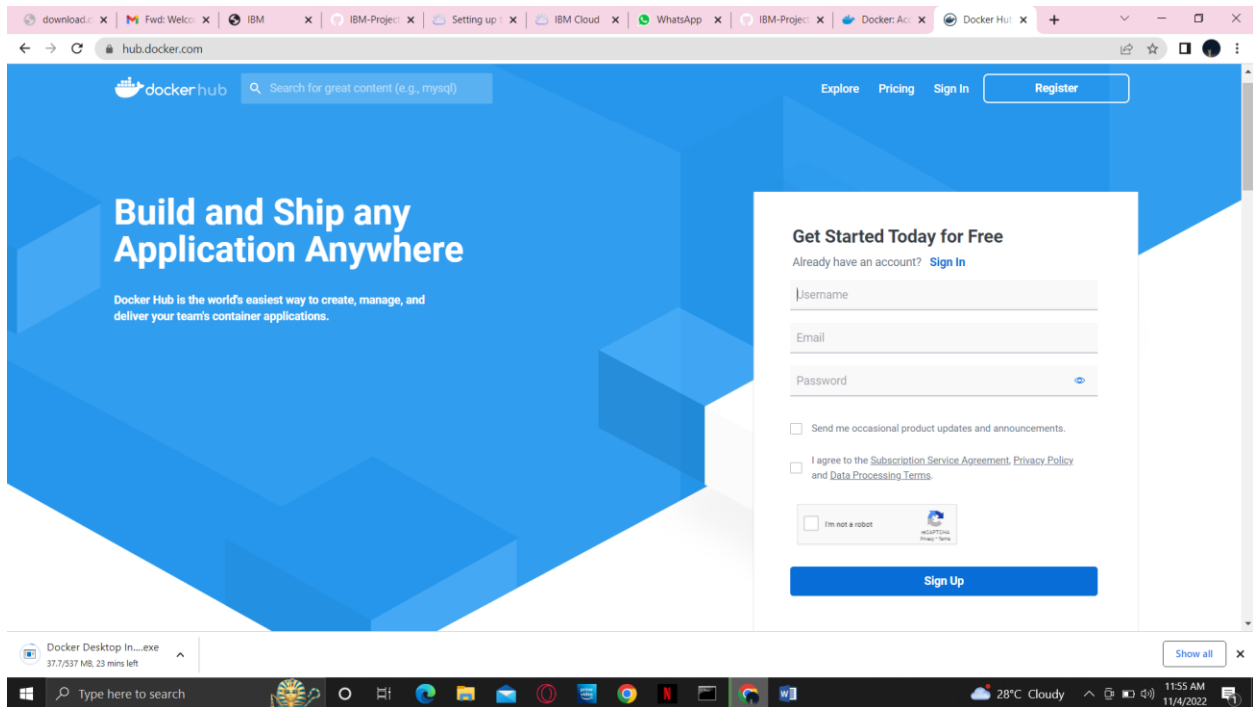 download.c
Fwd: Welco
IBM
IBM-Project
Setting up
IBM Cloud
WhatsApp
IBM-Project
Docker: Acc
Docker Hub
hub.docker.com
docker hub
Search for great content (e.g., mysql)
Explore
Pricing
Sign In
Register
Build and Ship any
Application Anywhere
Docker Hub is the world's easiest way to create, manage, and
deliver your team's container applications.
Get Started Today for Free
Already have an account? Sign In
Username
Email
Password
Send me occasional product updates and announcements.
I agree to the Subscription Service Agreement, Privacy Policy
and Data Processing Terms.
I'm not a robot
reCAPTCHA
Privacy - Terms
Sign Up
Docker Desktop In....exe
37.7/537 MB, 23 mins left
Show all
Type here to search
28°C Cloudy
11:55 AM
11/4/2022